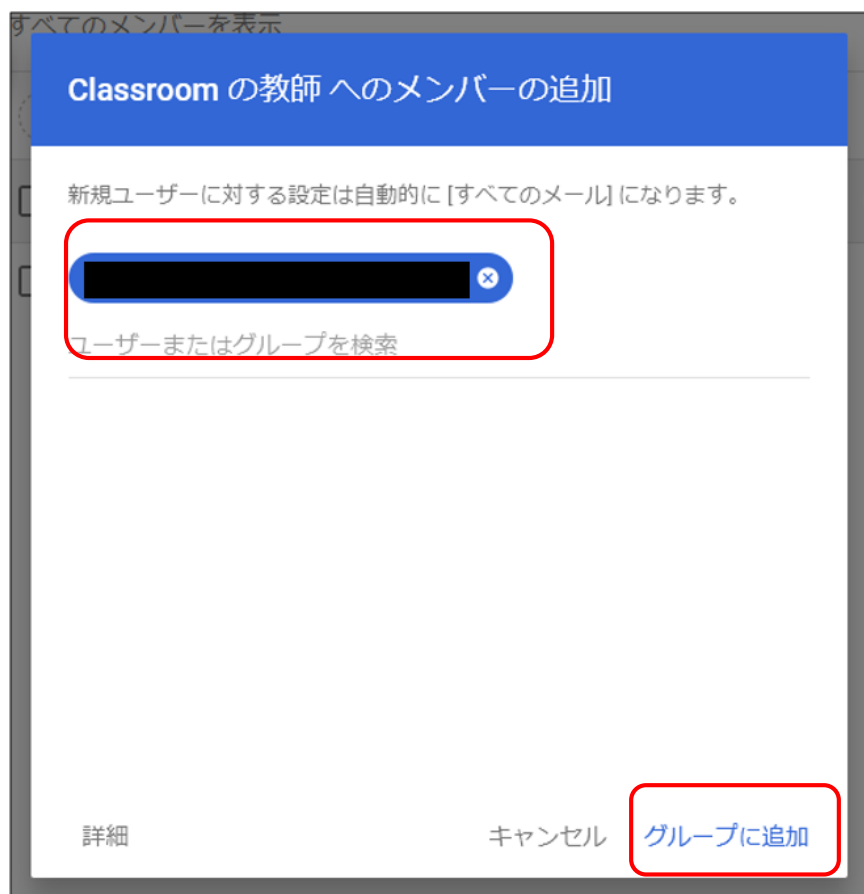 すべてのメンバーを表示
Classroom の教師 へのメンバーの追加
新規ユーザーに対する設定は自動的に [すべてのメール] になります。
ユーザーまたはグループを検索
詳細
キャンセル
グループに追加